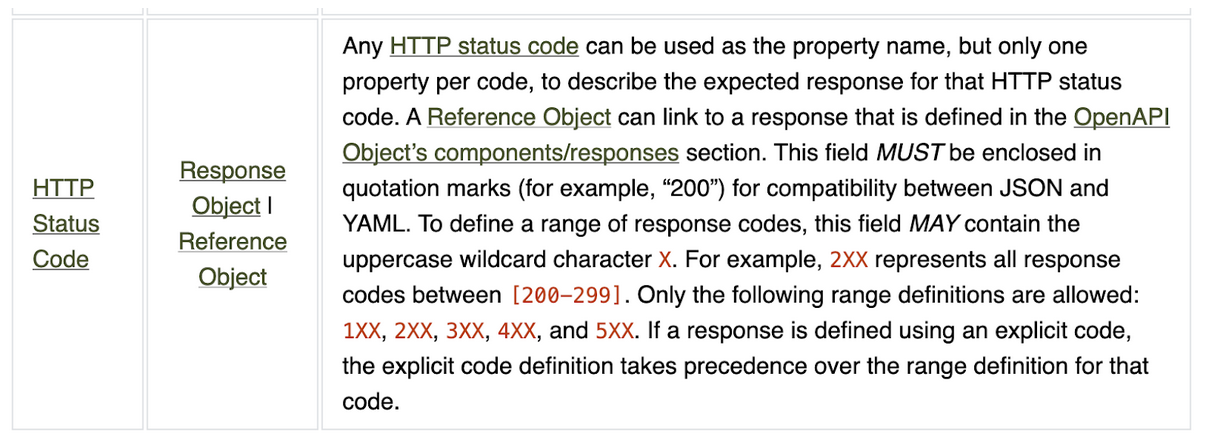 HTTP
Status
Code
Response
Object |
Reference
Object
Any HTTP status code can be used as the property name, but only one
property per code, to describe the expected response for that HTTP status
code. A Reference Object can link to a response that is defined in the OpenAPI
Object’s components/responses section. This field MUST be enclosed in
quotation marks (for example, “200”) for compatibility between JSON and
YAML. To define a range of response codes, this field MAY contain the
uppercase wildcard character X. For example, 2XX represents all response
codes between [200–299]. Only the following range definitions are allowed:
1XX, 2XX, 3XX, 4XX, and 5XX. If a response is defined using an explicit code,
the explicit code definition takes precedence over the range definition for that
code.